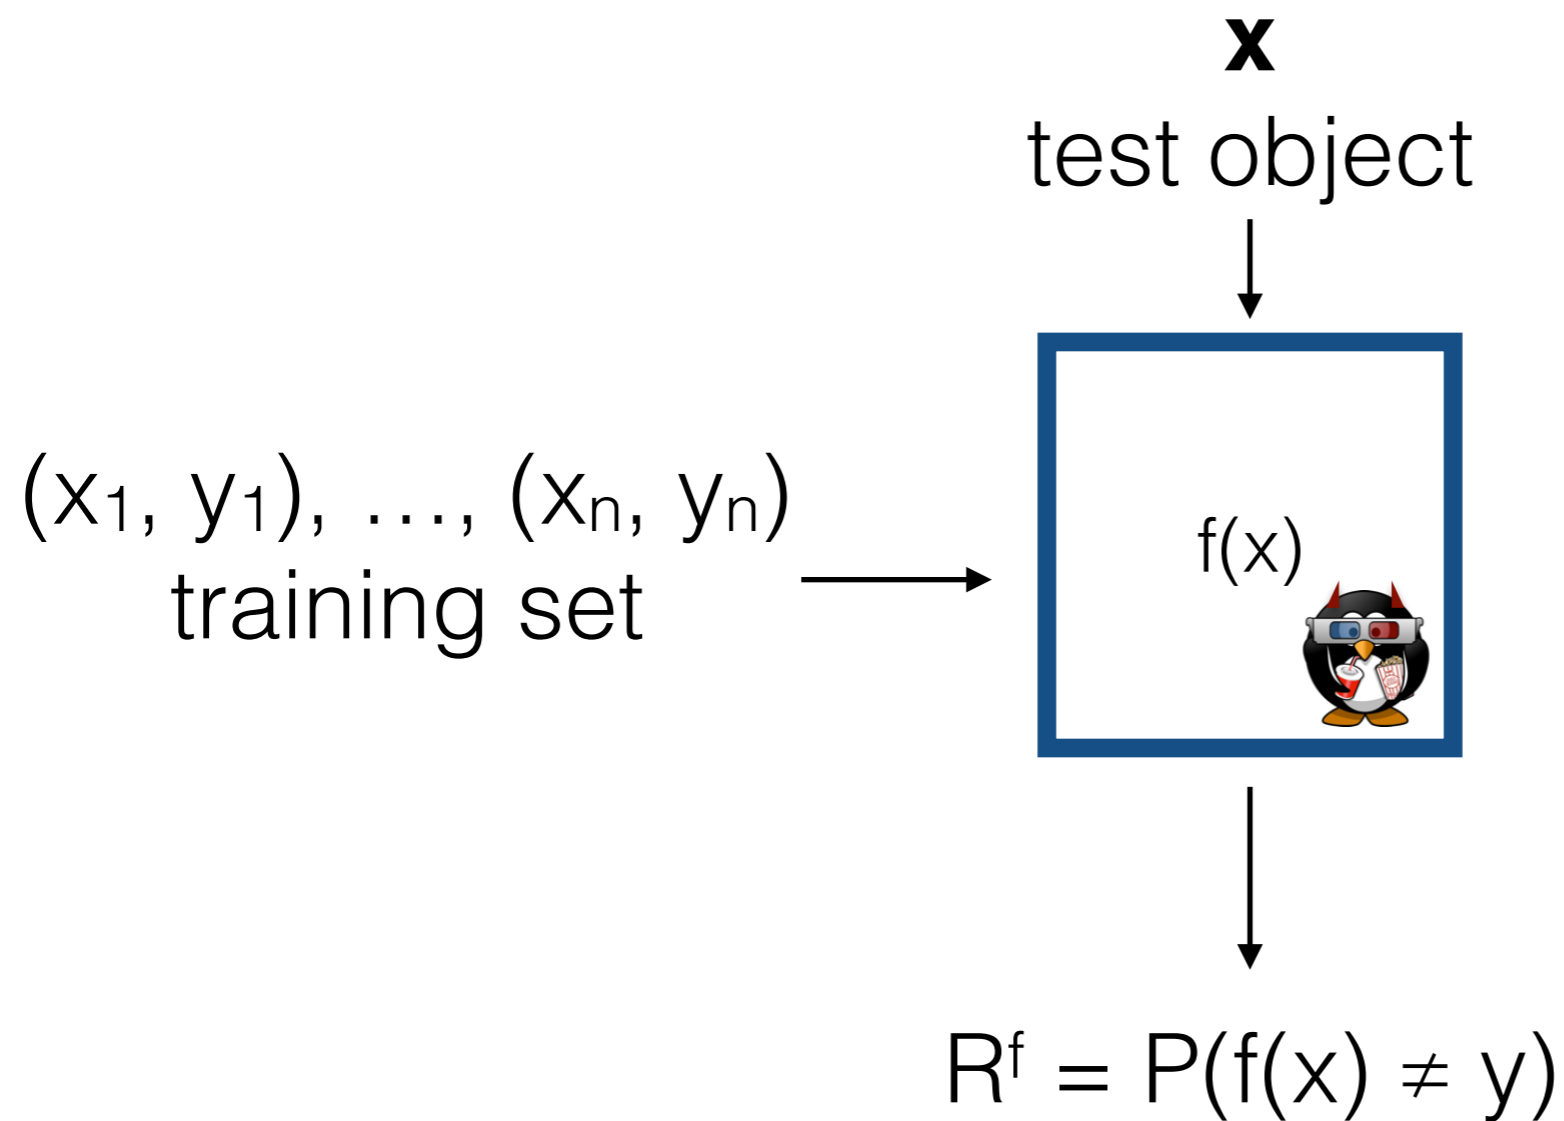 x
test object
(x₁, y₁), …, (xₙ, yₙ)
training set
f(x)
Rᶠ = P(f(x) ≠ y)